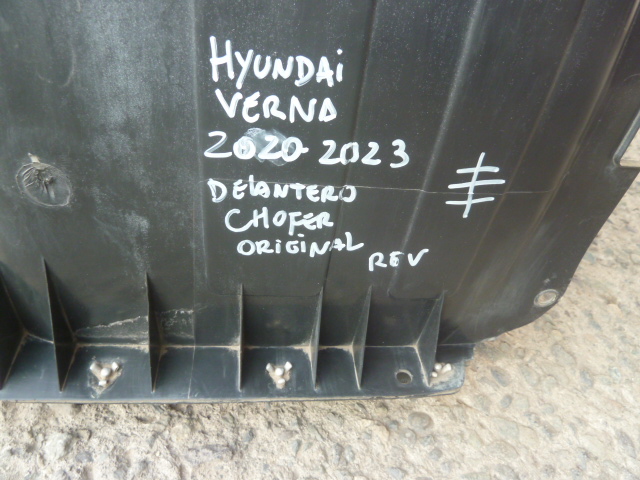 HYUNDAi
VERNA
2020-2023
DELANTERO
CHOFER
ORIGINAL
REV